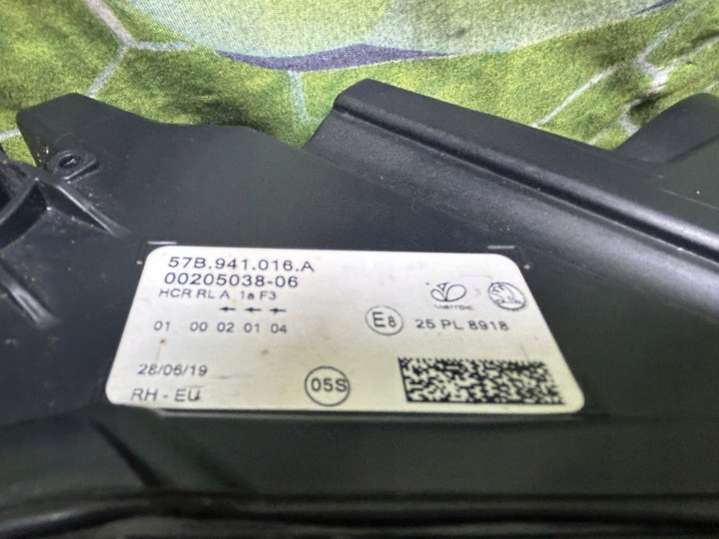 57B.941.016.A
00205038-06
HCR RL A 1a F3
01 00 02 01 04
E8 25 PL 8918
28/06/19
05S
RH - EU